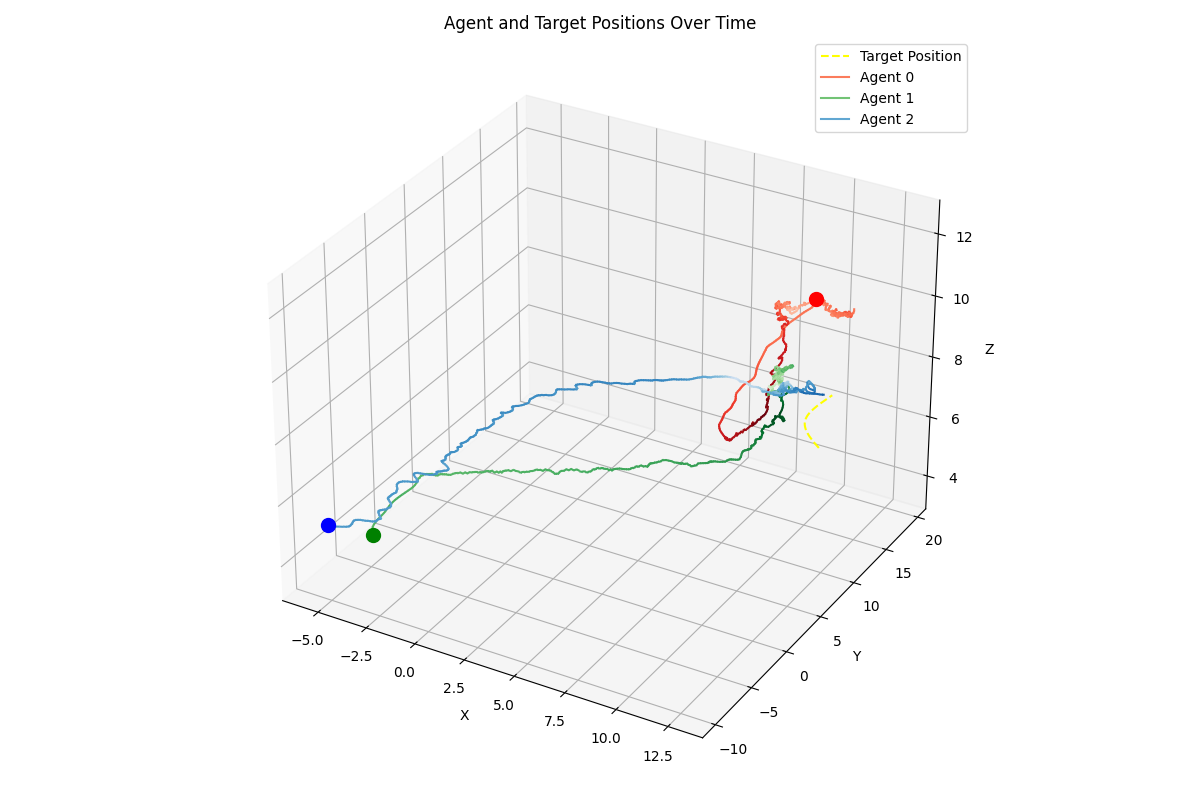 Agent and Target Positions Over Time
Target Position
Agent 0
Agent 1
Agent 2
12
10
Z
8
6
4
20
15
10
5
Y
0
−5
−10
−5.0
−2.5
0.0
2.5
X
5.0
7.5
10.0
12.5